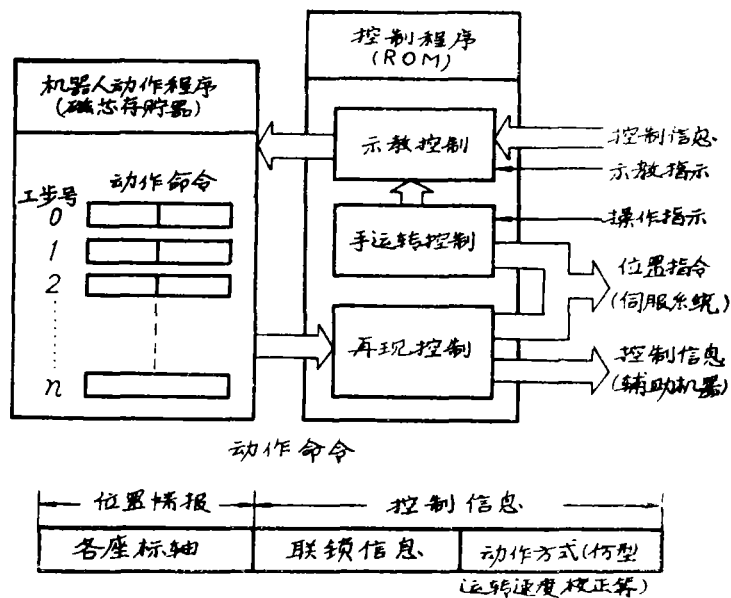 控制程序
(ROM)
机器人动作程序
(磁芯存贮器)
示教控制
控制信息
示教指示
工步号
动作命令
0
1
2
n
手运转控制
操作指示
位置指令
(伺服系统)
再现控制
控制信息
(辅助机器)
动作命令
位置情报
控制信息
各座标轴
联锁信息
动作方式(仿型
运转速度校正等)